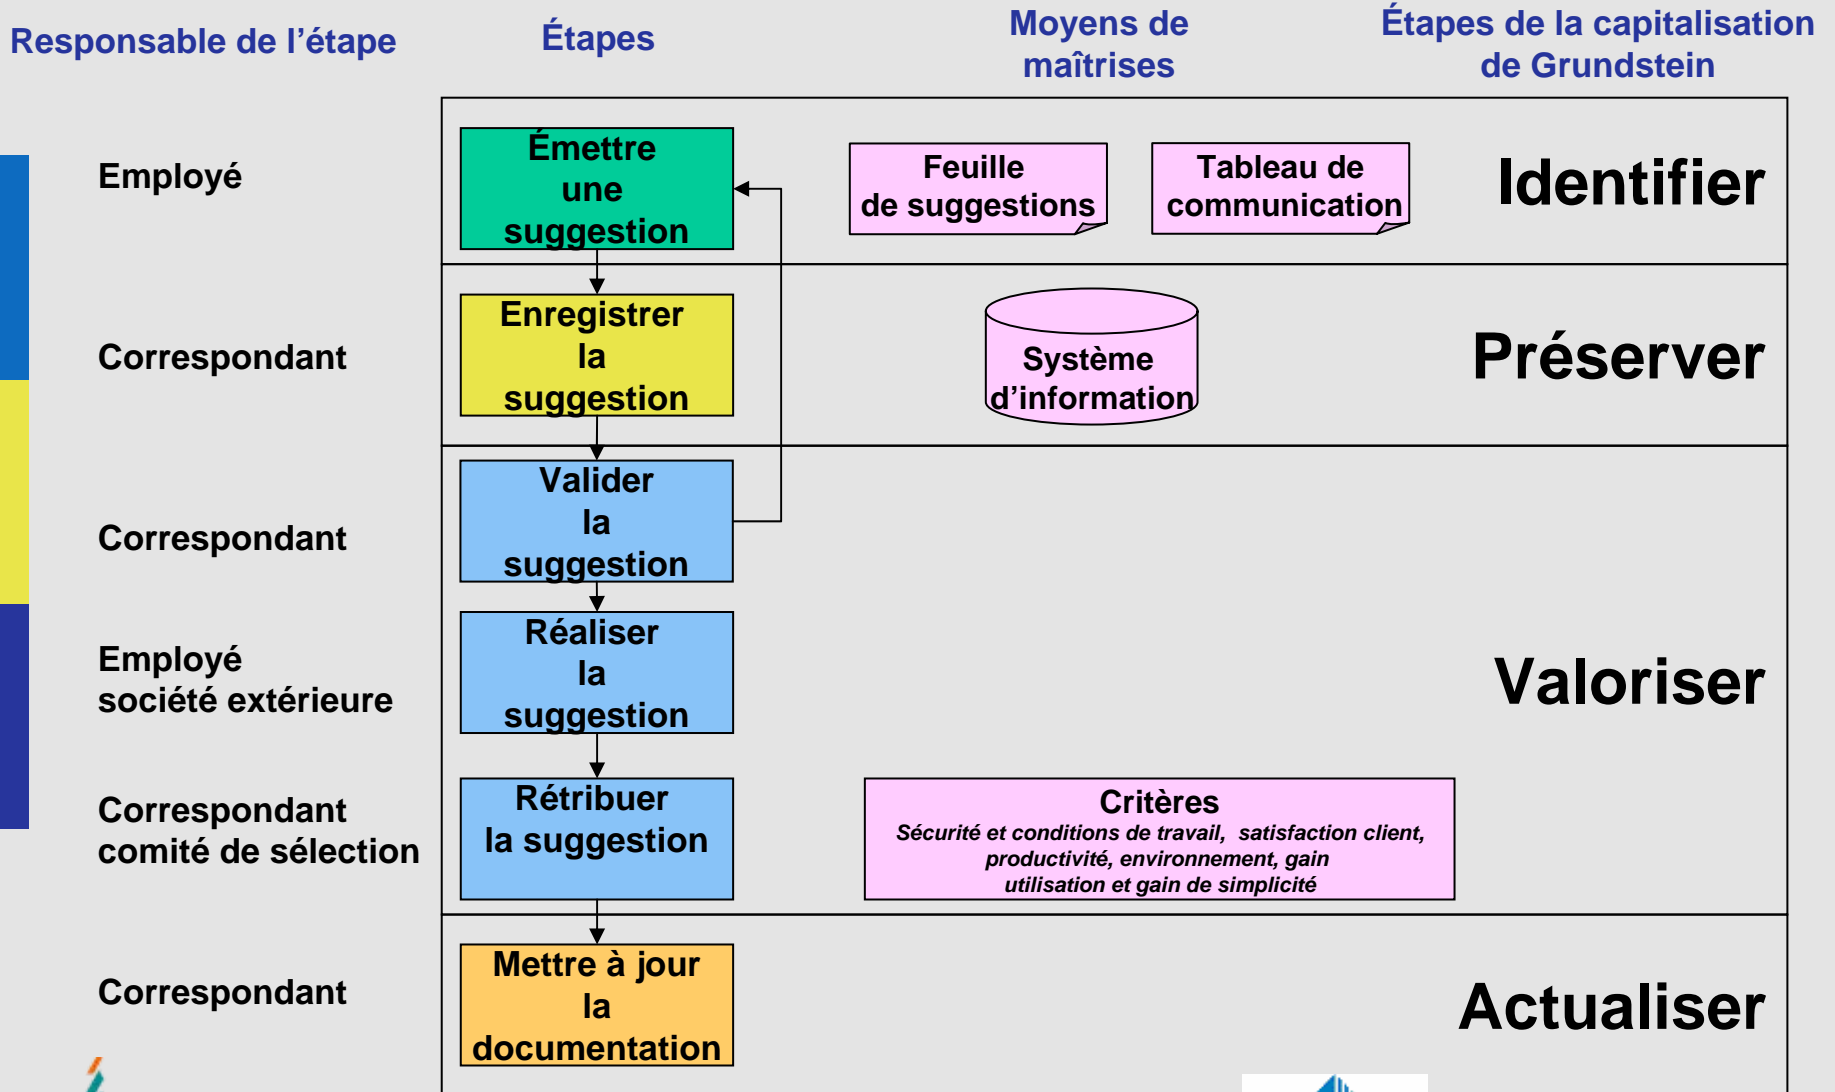 Responsable de l’étape
Étapes
Moyens de
maîtrises
Étapes de la capitalisation
de Grundstein
Employé
Émettre
une
suggestion
Feuille
de suggestions
Tableau de
communication
Identifier
Correspondant
Enregistrer
la
suggestion
Système
d’information
Préserver
Correspondant
Valider
la
suggestion
Employé
société extérieure
Réaliser
la
suggestion
Valoriser
Correspondant
comité de sélection
Rétribuer
la suggestion
Critères
Sécurité et conditions de travail, satisfaction client,
productivité, environnement, gain
utilisation et gain de simplicité
Correspondant
Mettre à jour
la
documentation
Actualiser